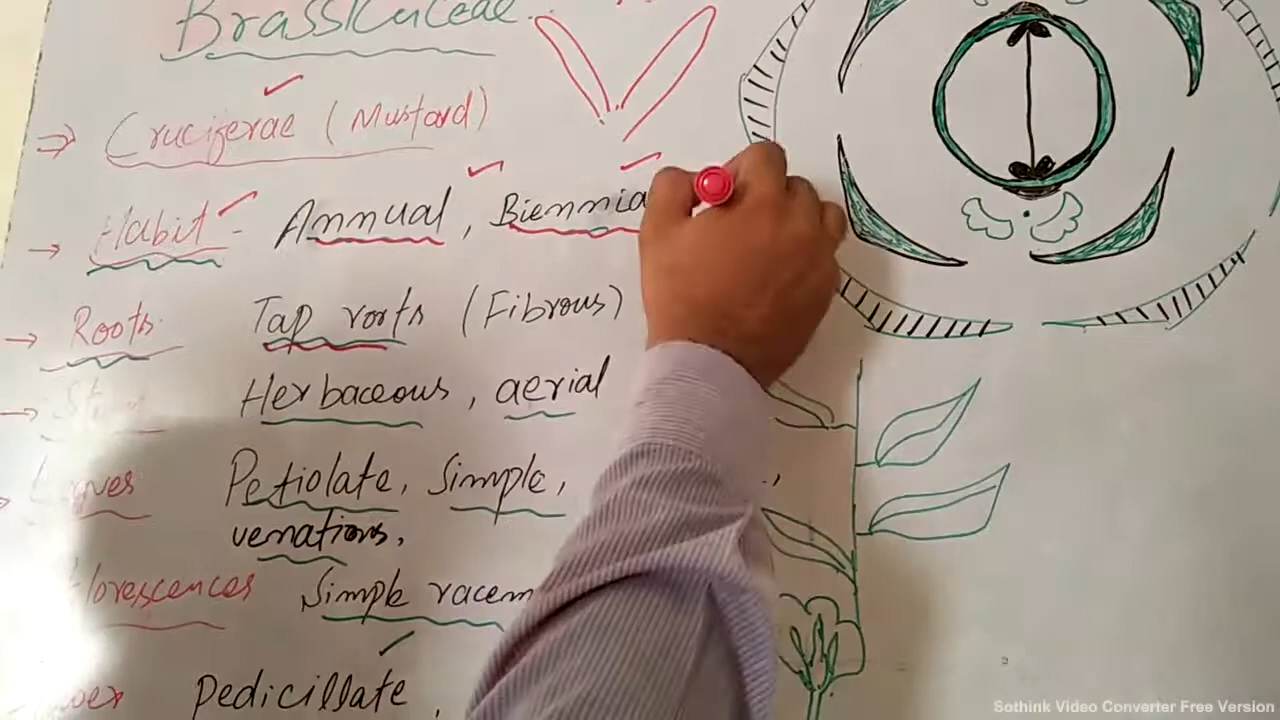 Brassicaceae..
⇒ Cruciferae (Mustard)
→ Habit - Annual, Biennia
→ Roots. Tap roots (Fibrous)
→ Herbaceous, aerial
Petiolate, Simple,
venations,
florescences Simple racem
Pedicillate,
Sothink Video Converter Free Version